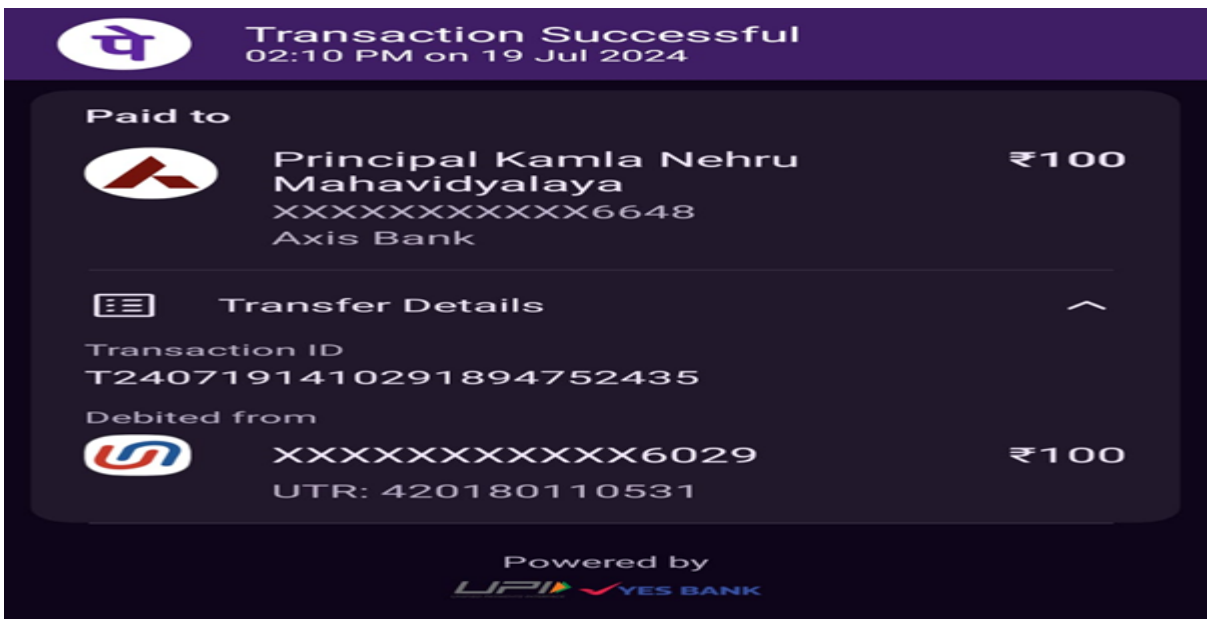 पे
Transaction Successful
02:10 PM on 19 Jul 2024
Paid to
Principal Kamla Nehru ₹100
Mahavidyalaya
XXXXXXXXXXX6648
Axis Bank
Transfer Details
Transaction ID
T2407191410291894752435
Debited from
XXXXXXXXXXX6029 ₹100
UTR: 420180110531
Powered by
UPI YES BANK